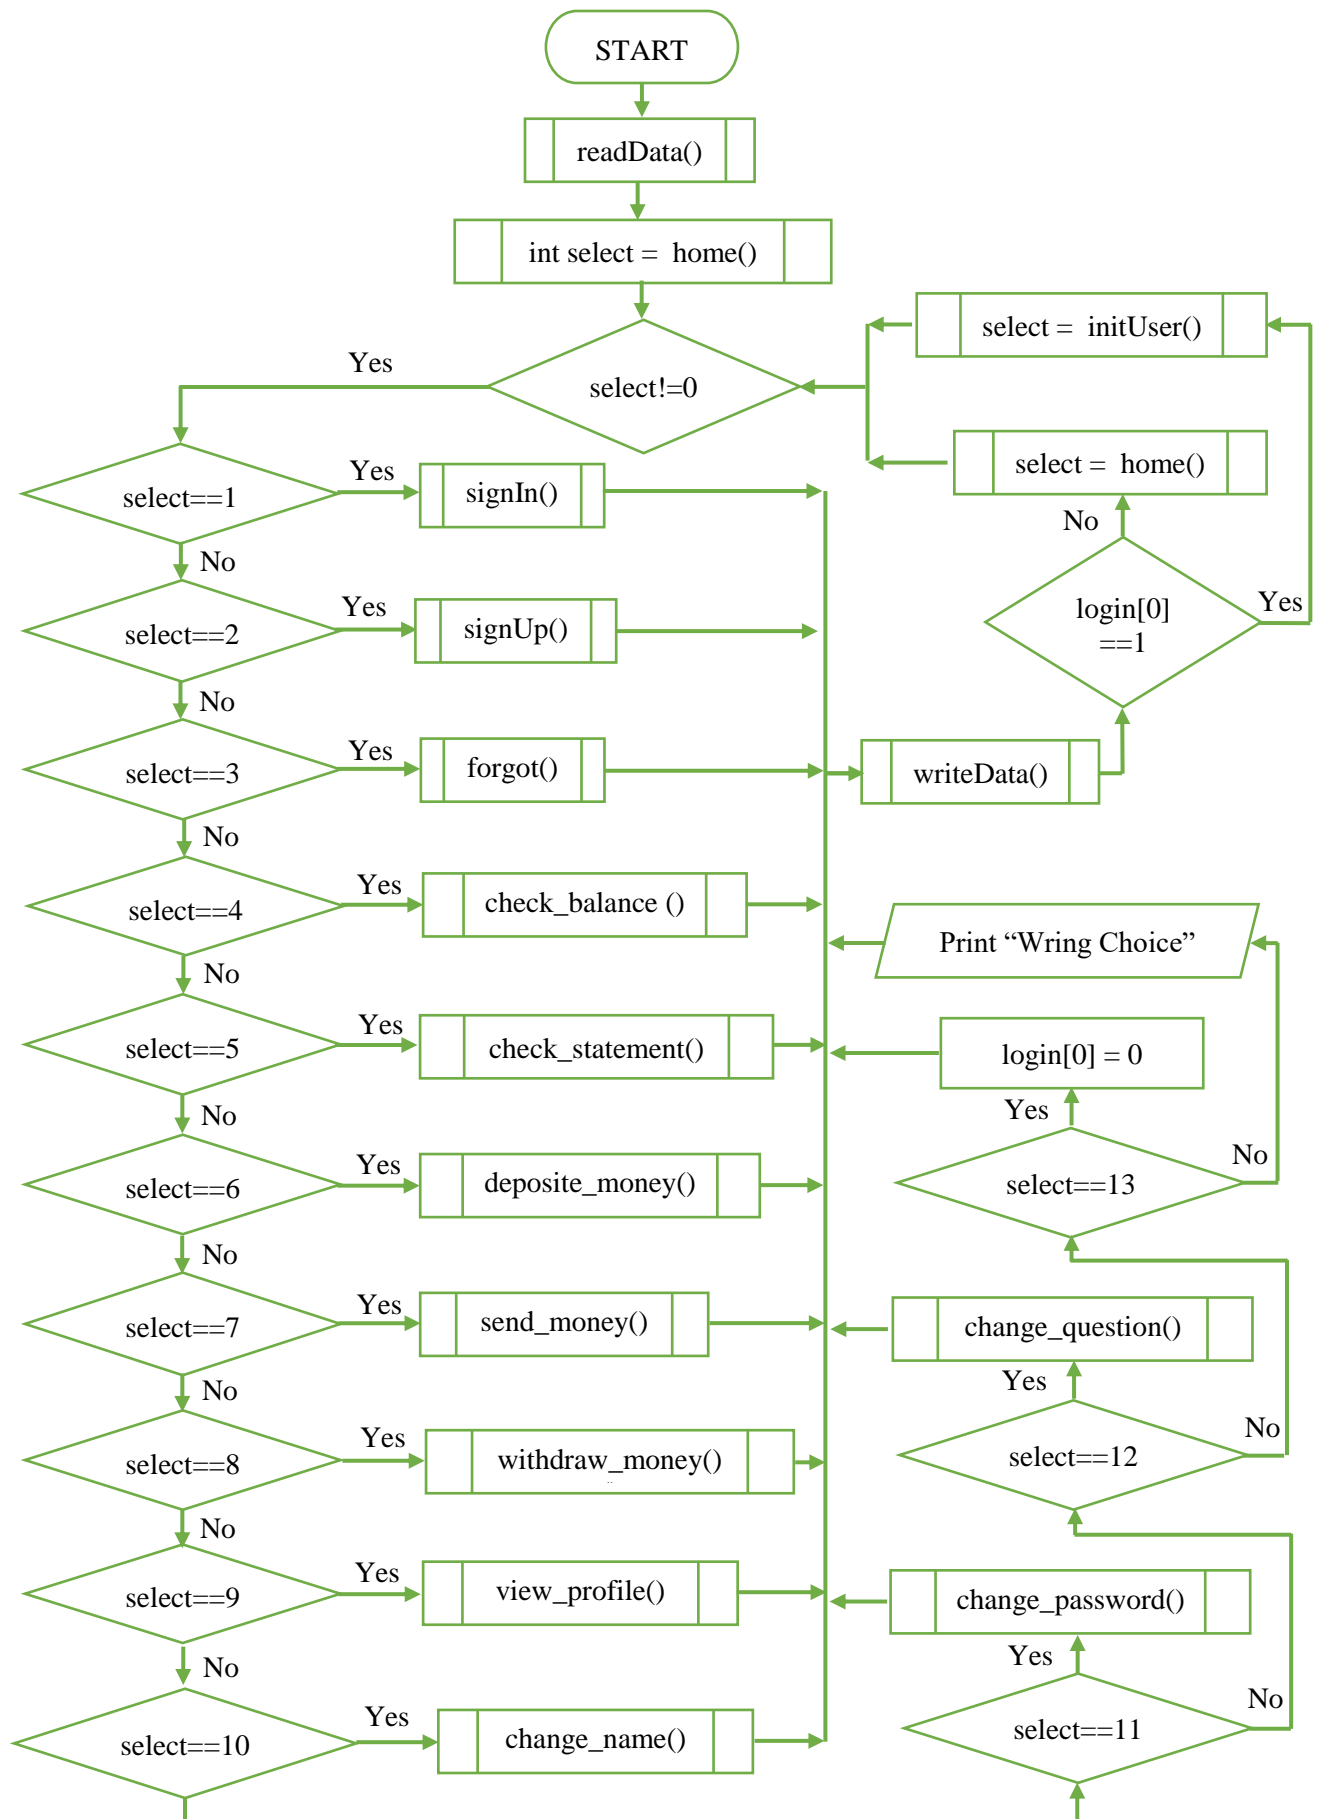 START
readData()
int select = home()
select = initUser()
Yes
select!=0
select = home()
Yes
select==1
signIn()
No
No
Yes
select==2
signUp()
login[0]
==1
Yes
No
Yes
select==3
forgot()
writeData()
No
Yes
select==4
check_balance ()
Print “Wring Choice”
No
Yes
select==5
check_statement()
login[0] = 0
No
Yes
Yes
select==6
deposite_money()
select==13
No
No
Yes
select==7
send_money()
change_question()
No
Yes
Yes
select==8
withdraw_money()
select==12
No
No
Yes
select==9
view_profile()
change_password()
No
Yes
Yes
select==10
change_name()
select==11
No